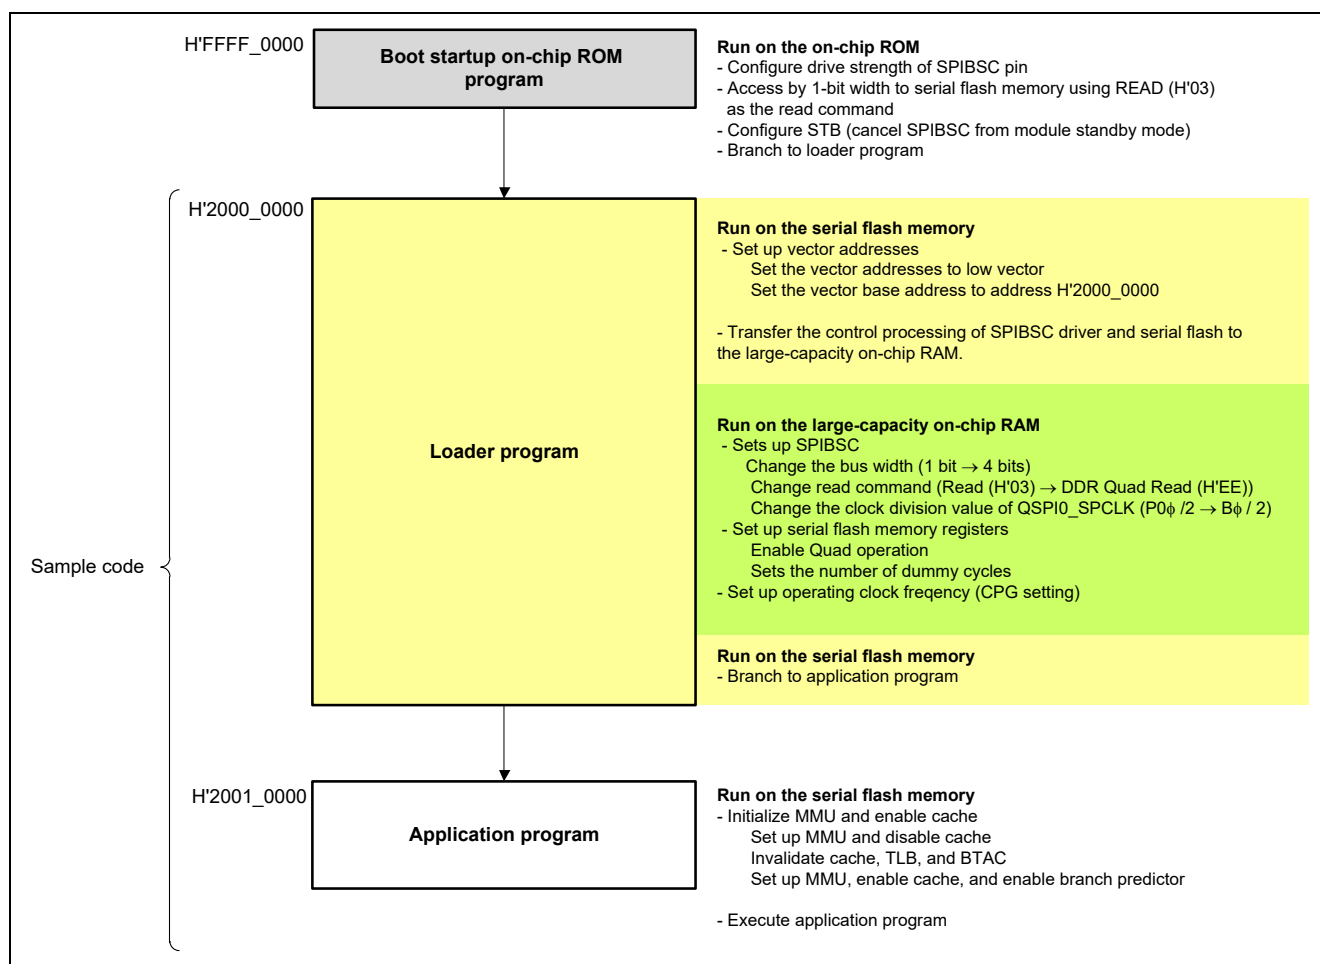 H'FFFF_0000
Boot startup on-chip ROM
program
Run on the on-chip ROM
- Configure drive strength of SPIBSC pin
- Access by 1-bit width to serial flash memory using READ (H'03)
as the read command
- Configure STB (cancel SPIBSC from module standby mode)
- Branch to loader program
Sample code
H'2000_0000
Loader program
Run on the serial flash memory
- Set up vector addresses
Set the vector addresses to low vector
Set the vector base address to address H'2000_0000
- Transfer the control processing of SPIBSC driver and serial flash to
the large-capacity on-chip RAM.
Run on the large-capacity on-chip RAM
- Sets up SPIBSC
Change the bus width (1 bit → 4 bits)
Change read command (Read (H'03) → DDR Quad Read (H'EE))
Change the clock division value of QSPI0_SPCLK (P0ϕ /2 → Bϕ / 2)
- Set up serial flash memory registers
Enable Quad operation
Sets the number of dummy cycles
- Set up operating clock freqency (CPG setting)
Run on the serial flash memory
- Branch to application program
H'2001_0000
Application program
Run on the serial flash memory
- Initialize MMU and enable cache
Set up MMU and disable cache
Invalidate cache, TLB, and BTAC
Set up MMU, enable cache, and enable branch predictor
- Execute application program